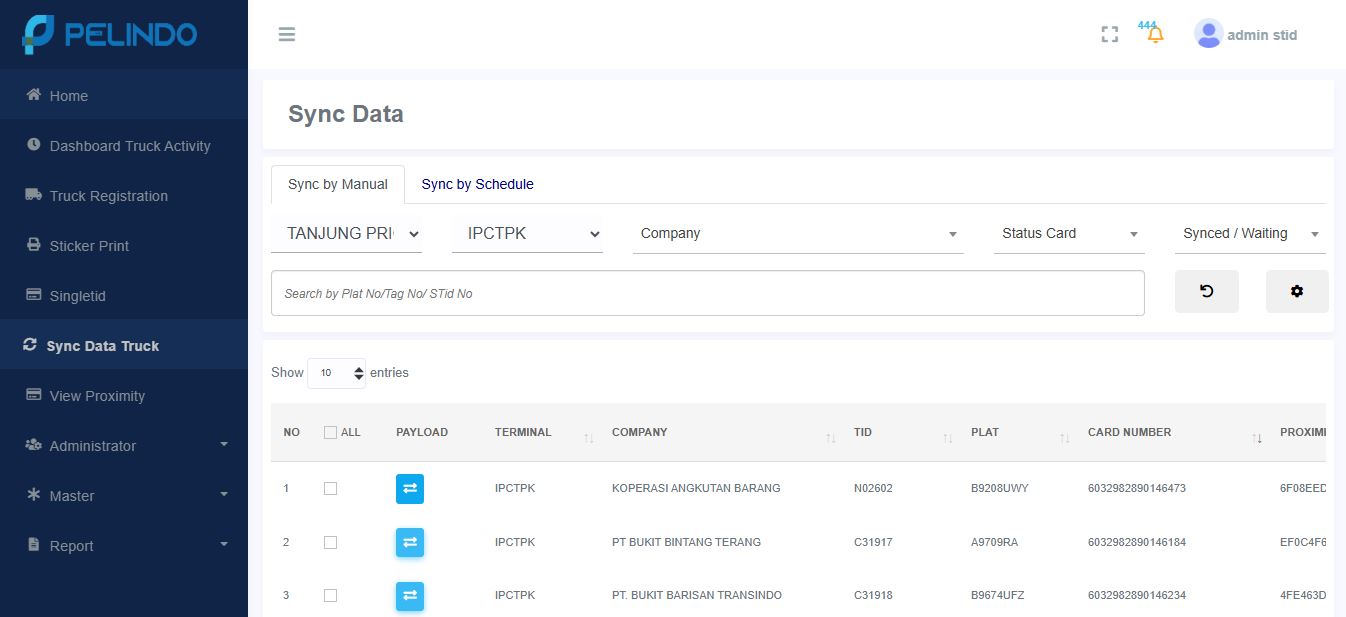 PELINDO
444
admin stid
Home
Dashboard Truck Activity
Truck Registration
Sticker Print
Singletid
Sync Data Truck
View Proximity
Administrator
Master
Report
Sync Data
Sync by Manual Sync by Schedule
TANJUNG PRI IPCTPK Company Status Card Synced / Waiting
Search by Plat No/Tag No/ STid No
Show 10 entries
NO ALL PAYLOAD TERMINAL COMPANY TID PLAT CARD NUMBER PROXIMI
1 IPCTPK KOPERASI ANGKUTAN BARANG N02602 B9208UWY 6032982890146473 6F08EED
2 IPCTPK PT BUKIT BINTANG TERANG C31917 A9709RA 6032982890146184 EF0C4F6
3 IPCTPK PT. BUKIT BARISAN TRANSINDO C31918 B9674UFZ 6032982890146234 4FE463D